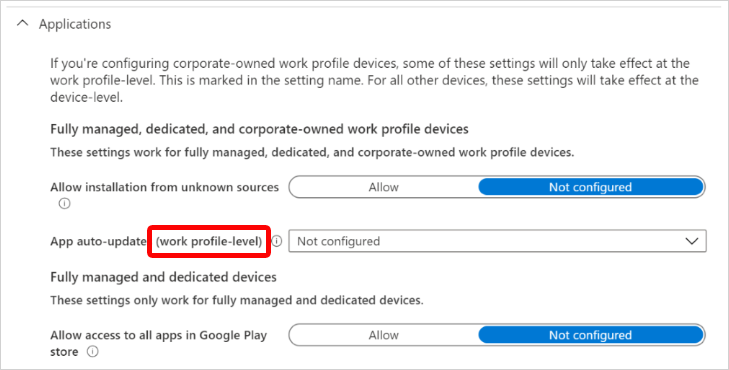 Applications
If you're configuring corporate-owned work profile devices, some of these settings will only take effect at the
work profile-level. This is marked in the setting name. For all other devices, these settings will take effect at the
device-level.
Fully managed, dedicated, and corporate-owned work profile devices
These settings work for fully managed, dedicated, and corporate-owned work profile devices.
Allow installation from unknown sources Allow Not configured
App auto-update (work profile-level) Not configured
Fully managed and dedicated devices
These settings only work for fully managed and dedicated devices.
Allow access to all apps in Google Play Allow Not configured
store